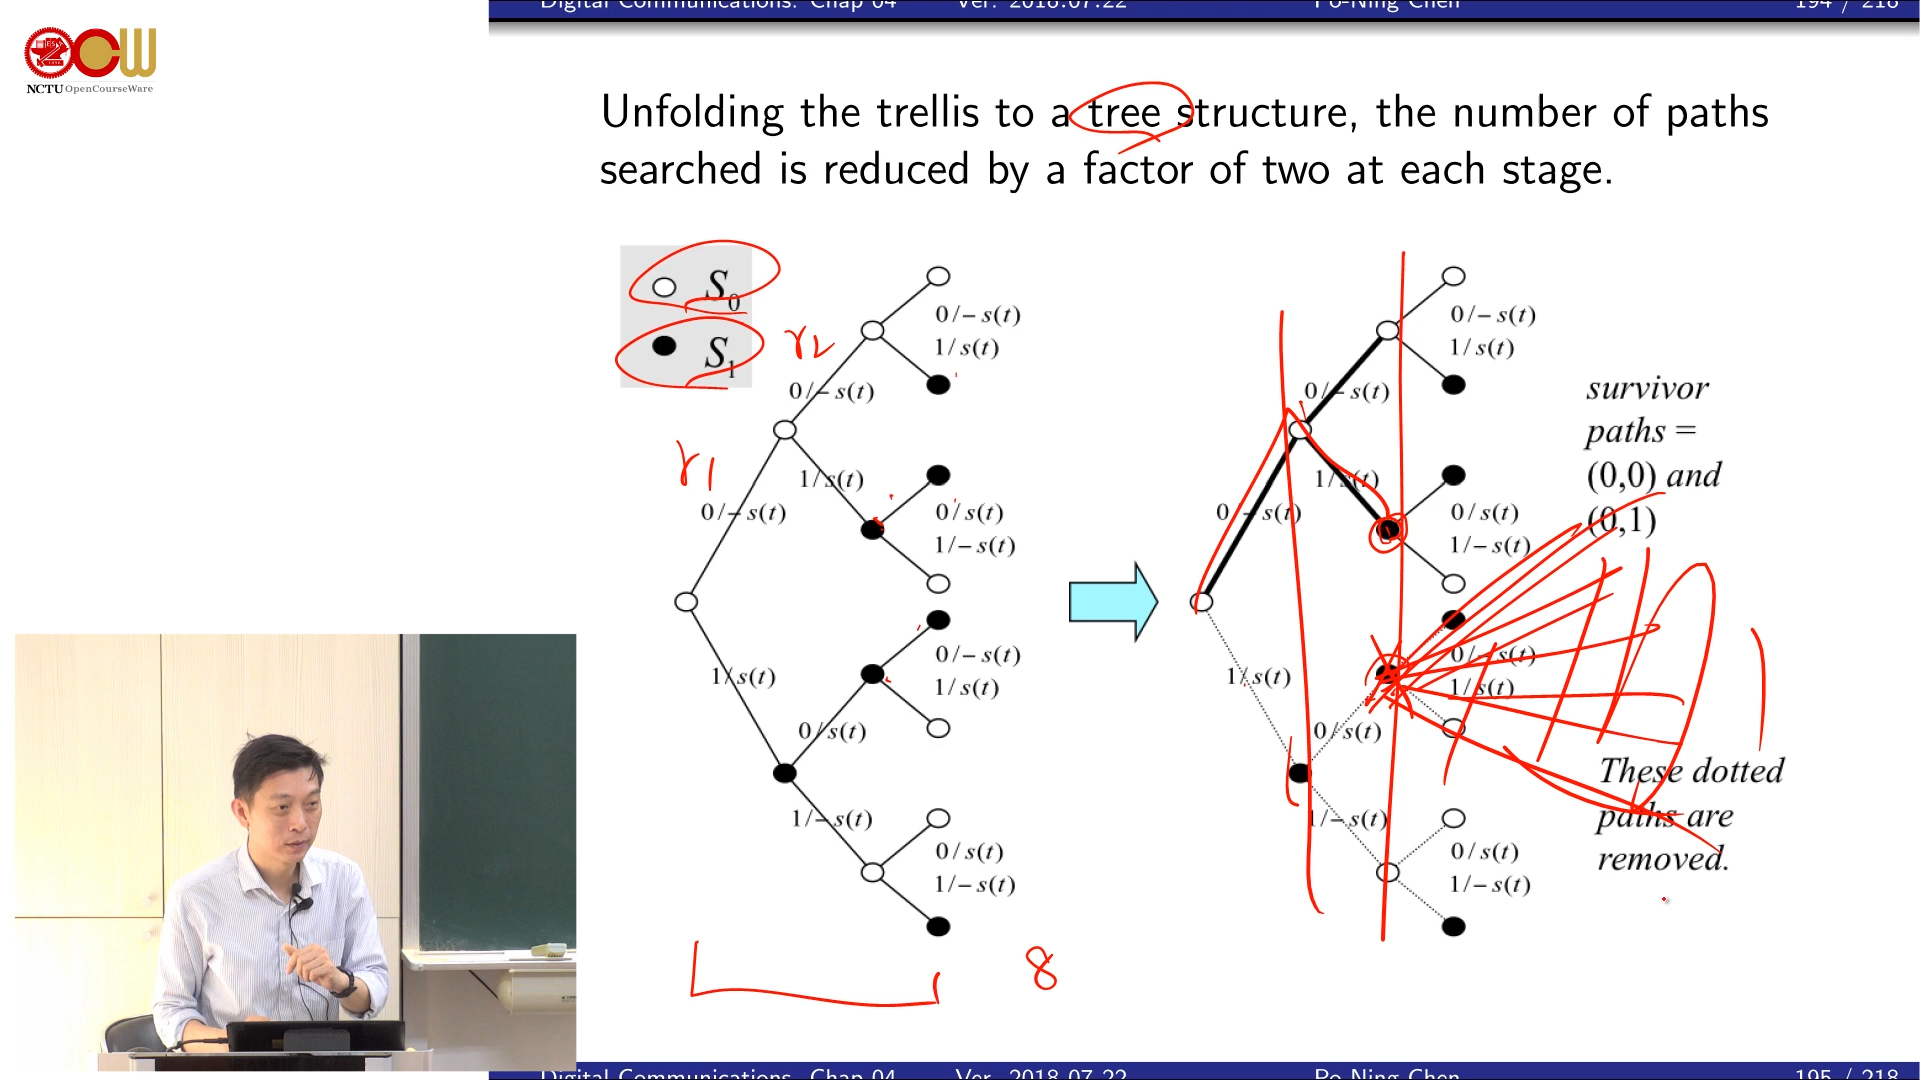 Digital Communications: Chap 04 Ver. 2018.07.22 Po-Ning Chen 194 / 218
NCTU OpenCourseWare
Unfolding the trellis to a tree structure, the number of paths
searched is reduced by a factor of two at each stage.
S0
S1
r2
r1
0/−s(t)
1/s(t)
0/−s(t)
1/s(t)
0/s(t)
1/−s(t)
0/−s(t)
1/s(t)
0/−s(t)
1/s(t)
0/s(t)
1/−s(t)
0/s(t)
1/−s(t)
8
0/−s(t)
1/s(t)
0/−s(t)
1/s(t)
0/s(t)
1/−s(t)
0/−s(t)
1/s(t)
0/−s(t)
1/s(t)
0/s(t)
1/−s(t)
0/s(t)
1/−s(t)
survivor
paths =
(0,0) and
(0,1)
These dotted
paths are
removed.
Digital Communications: Chap 04 Ver. 2018.07.22 Po-Ning Chen 195 / 218